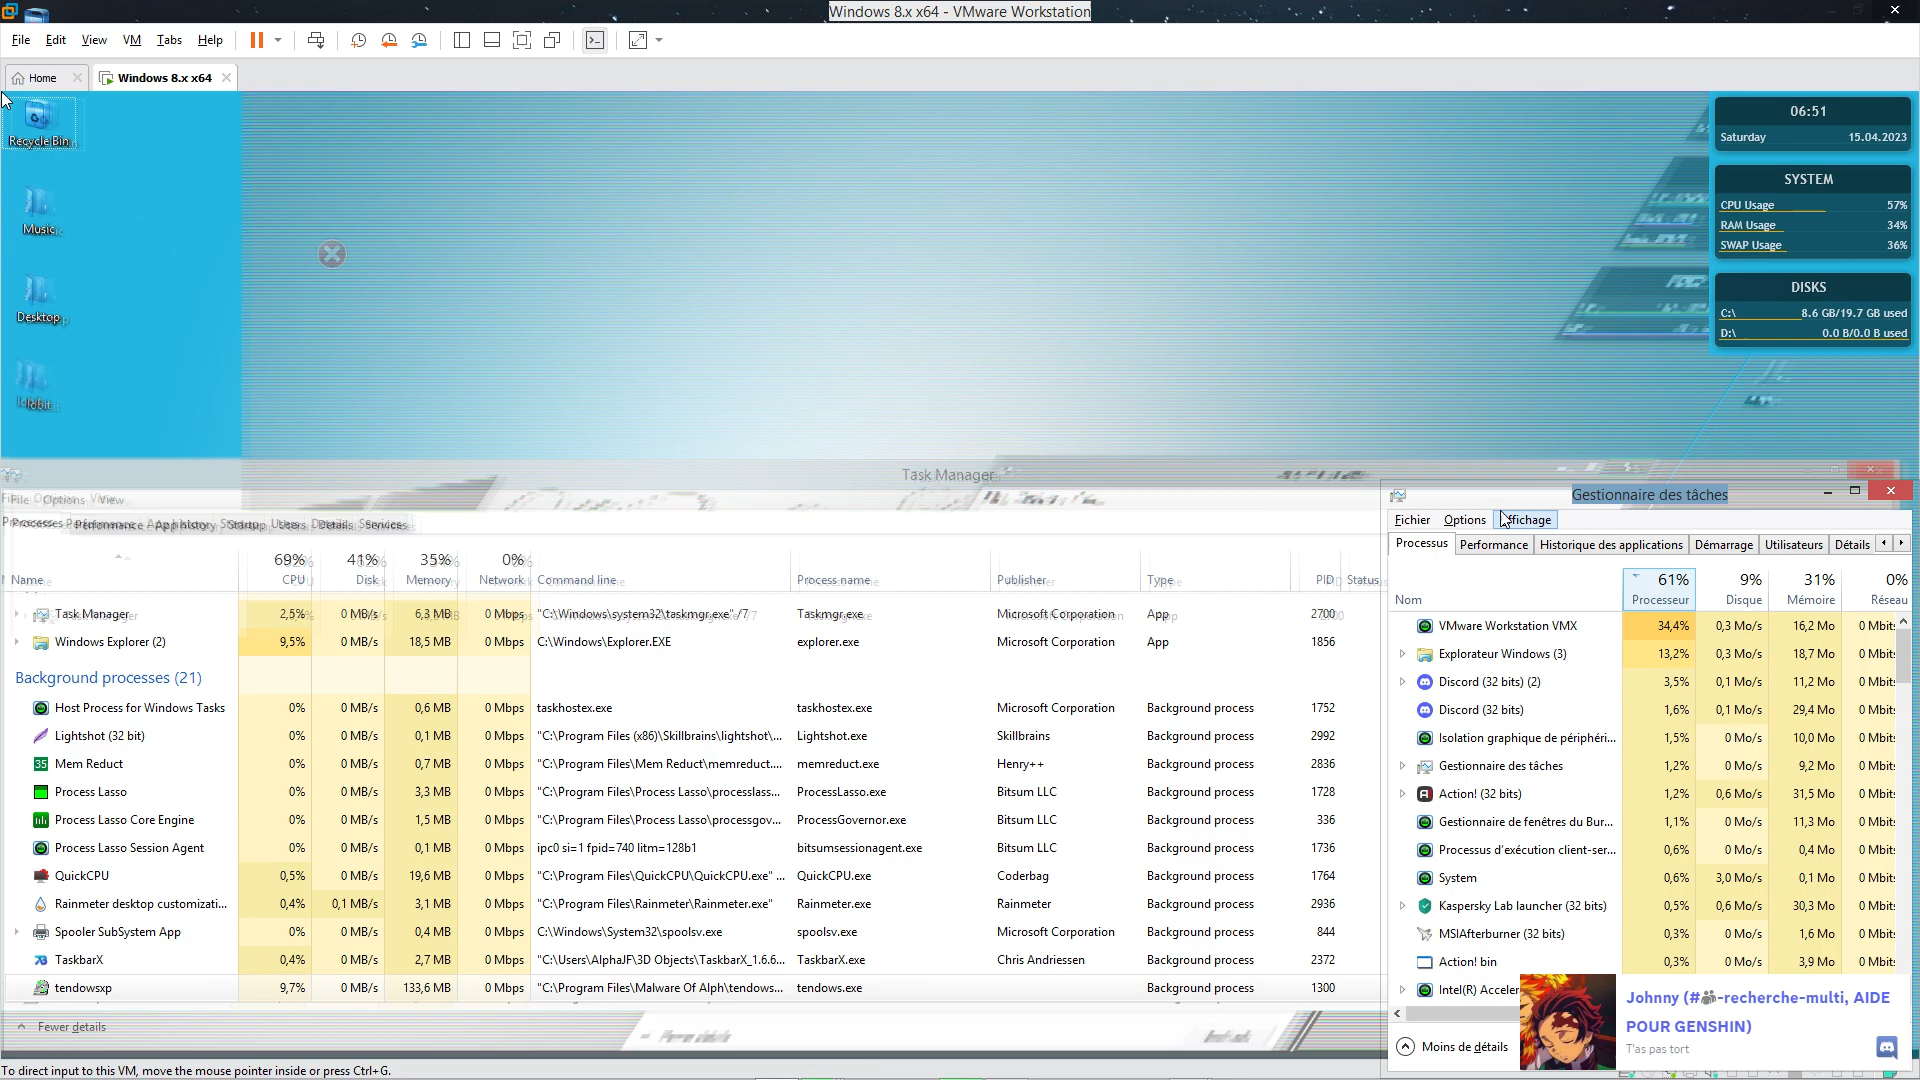 Windows 8.x x64 - VMware Workstation
File Edit View VM Tabs Help
Home
Windows 8.x x64
Recycle Bin
Music
Desktop
06:51
Saturday 15.04.2023
SYSTEM
CPU Usage 57%
RAM Usage 34%
SWAP Usage 36%
DISKS
C:\ 8.6 GB/19.7 GB used
D:\ 0.0 B/0.0 B used
Task Manager
File Options View
Processes Performance App history Startup Users Details Services
69% 41% 35% 0%
Name CPU Disk Memory Network Command line Process name Publisher Type PID Status
Task Manager 2,5% 0 MB/s 6,3 MB 0 Mbps "C:\Windows\system32\taskmgr.exe" /7 Taskmgr.exe Microsoft Corporation App 2700
Windows Explorer (2) 9,5% 0 MB/s 18,5 MB 0 Mbps C:\Windows\Explorer.EXE explorer.exe Microsoft Corporation App 1856
Background processes (21)
Host Process for Windows Tasks 0% 0 MB/s 0,6 MB 0 Mbps taskhostex.exe taskhostex.exe Microsoft Corporation Background process 1752
Lightshot (32 bit) 0% 0 MB/s 0,1 MB 0 Mbps "C:\Program Files (x86)\Skillbrains\lightshot\... Lightshot.exe Skillbrains Background process 2992
35 Mem Reduct 0% 0 MB/s 0,7 MB 0 Mbps "C:\Program Files\Mem Reduct\memreduct.... memreduct.exe Henry++ Background process 2836
Process Lasso 0% 0 MB/s 3,3 MB 0 Mbps "C:\Program Files\Process Lasso\processlass... ProcessLasso.exe Bitsum LLC Background process 1728
Process Lasso Core Engine 0% 0 MB/s 1,5 MB 0 Mbps "C:\Program Files\Process Lasso\processgov... ProcessGovernor.exe Bitsum LLC Background process 336
Process Lasso Session Agent 0% 0 MB/s 0,1 MB 0 Mbps ipc0 si=1 fpid=740 litm=128b1 bitsumsessionagent.exe Bitsum LLC Background process 1736
QuickCPU 0,5% 0 MB/s 19,6 MB 0 Mbps "C:\Program Files\QuickCPU\QuickCPU.exe" ... QuickCPU.exe Coderbag Background process 1764
Rainmeter desktop customizati... 0,4% 0,1 MB/s 3,1 MB 0 Mbps "C:\Program Files\Rainmeter\Rainmeter.exe" Rainmeter.exe Rainmeter Background process 2936
Spooler SubSystem App 0% 0 MB/s 0,4 MB 0 Mbps C:\Windows\System32\spoolsv.exe spoolsv.exe Microsoft Corporation Background process 844
TaskbarX 0,4% 0 MB/s 2,7 MB 0 Mbps "C:\Users\AlphaJF\3D Objects\TaskbarX_1.6.6... TaskbarX.exe Chris Andriessen Background process 2372
tendowsxp 9,7% 0 MB/s 133,6 MB 0 Mbps "C:\Program Files\Malware Of Alph\tendows... tendows.exe Background process 1300
Fewer details
Gestionnaire des tâches
Fichier Options Affichage
Processus Performance Historique des applications Démarrage Utilisateurs Détails
61% 9% 31% 0%
Nom Processeur Disque Mémoire Réseau
VMware Workstation VMX 34,4% 0,3 Mo/s 16,2 Mo 0 Mbits
Explorateur Windows (3) 13,2% 0,3 Mo/s 18,7 Mo 0 Mbits
Discord (32 bits) (2) 3,5% 0,1 Mo/s 11,2 Mo 0 Mbits
Discord (32 bits) 1,6% 0,1 Mo/s 29,4 Mo 0 Mbits
Isolation graphique de périphéri... 1,5% 0 Mo/s 10,0 Mo 0 Mbits
Gestionnaire des tâches 1,2% 0 Mo/s 9,2 Mo 0 Mbits
Action! (32 bits) 1,2% 0,6 Mo/s 31,5 Mo 0 Mbits
Gestionnaire de fenêtres du Bur... 1,1% 0 Mo/s 11,3 Mo 0 Mbits
Processus d'exécution client-ser... 0,6% 0 Mo/s 0,4 Mo 0 Mbits
System 0,6% 3,0 Mo/s 0,1 Mo 0 Mbits
Kaspersky Lab launcher (32 bits) 0,5% 0,6 Mo/s 30,3 Mo 0 Mbits
MSIAfterburner (32 bits) 0,3% 0 Mo/s 1,6 Mo 0 Mbits
Action! bin 0,3% 0 Mo/s 3,9 Mo 0 Mbits
Intel(R) Acceler
Moins de détails
Johnny (#👥-recherche-multi, AIDE
POUR GENSHIN)
T'as pas tort
To direct input to this VM, move the mouse pointer inside or press Ctrl+G.